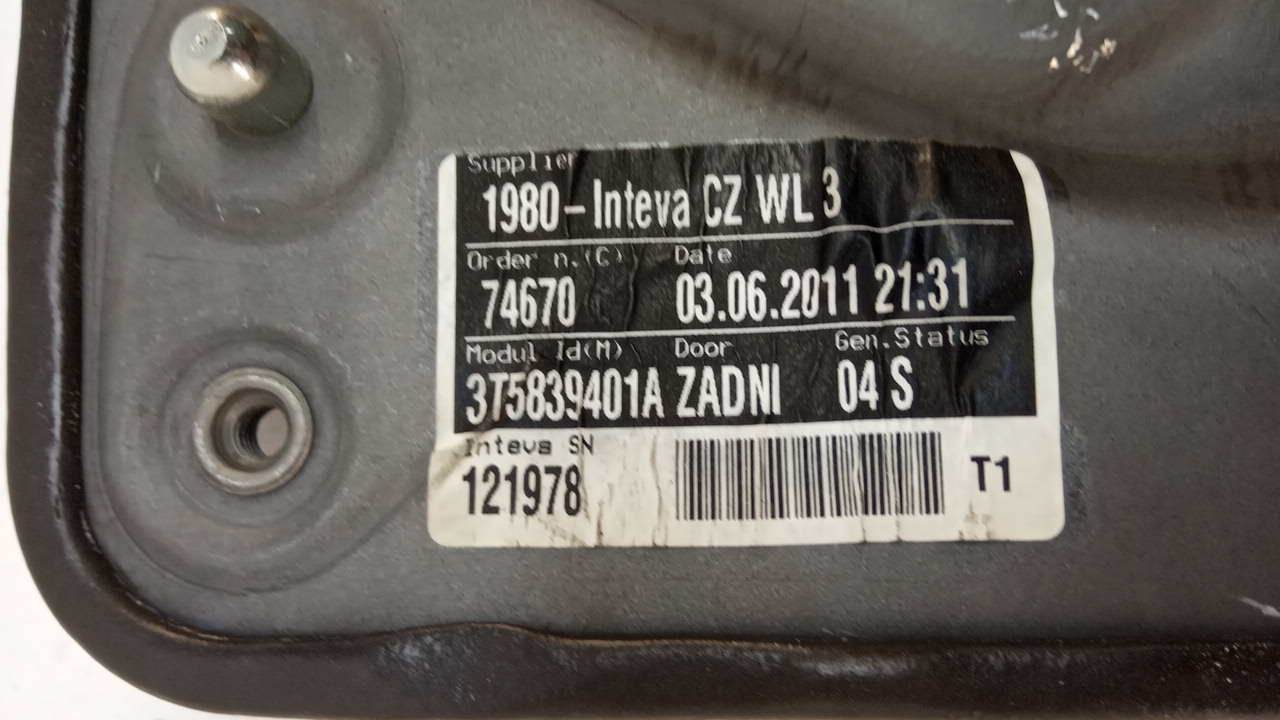 Supplier
1980-Inteva CZ WL 3
Order n.(C) Date
74670 03.06.2011 21:31
Modul Id(M) Door Gen.Status
3T5839401A ZADNI 04 S
Inteva SN
121978 T1